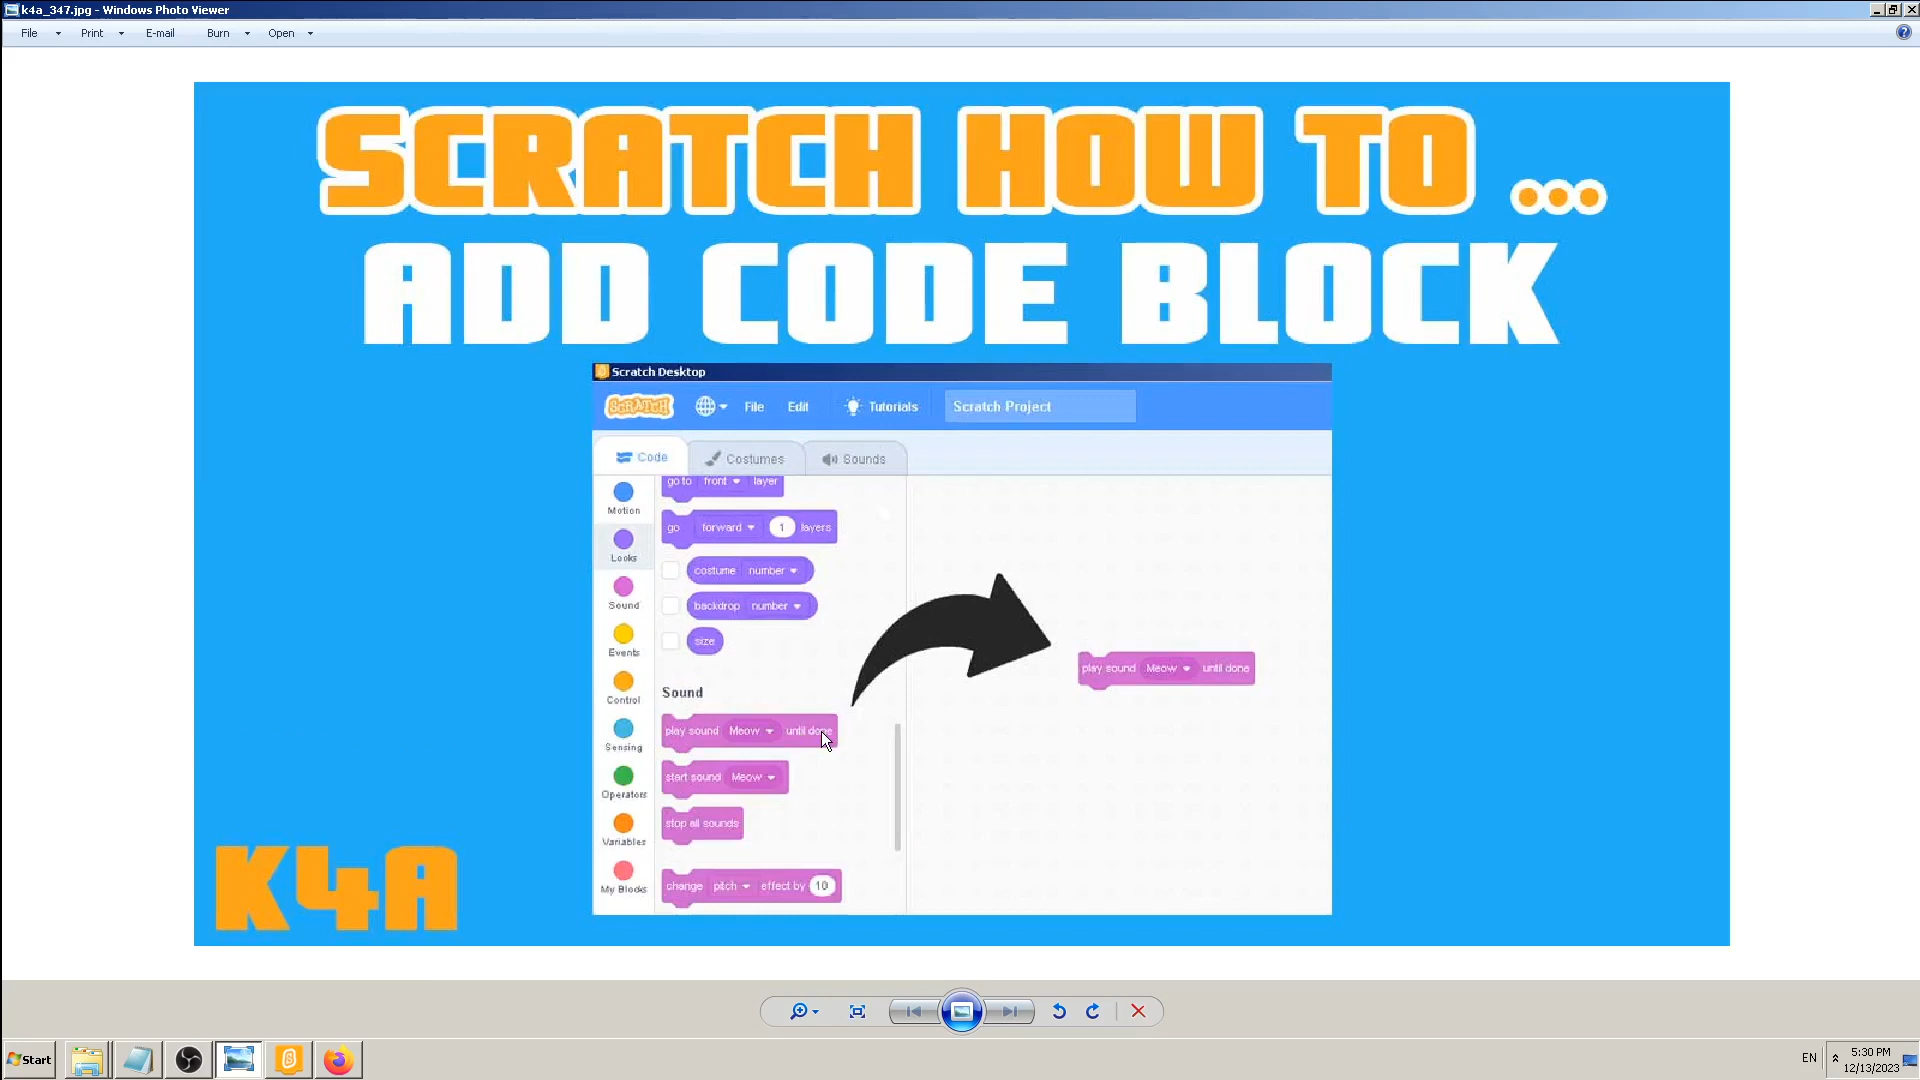 k4a_347.jpg - Windows Photo Viewer
File Print E-mail Burn Open
SCRATCH HOW TO ...
ADD CODE BLOCK
Scratch Desktop
SCRATCH File Edit Tutorials Scratch Project
Code Costumes Sounds
Motion
Looks
Sound
Events
Control
Sensing
Operators
Variables
My Blocks
go to front layer
go forward 1 layers
costume number
backdrop number
size
Sound
play sound Meow until done
start sound Meow
stop all sounds
change pitch effect by 10
play sound Meow until done
K4A
Start
EN
5:30 PM
12/13/2023